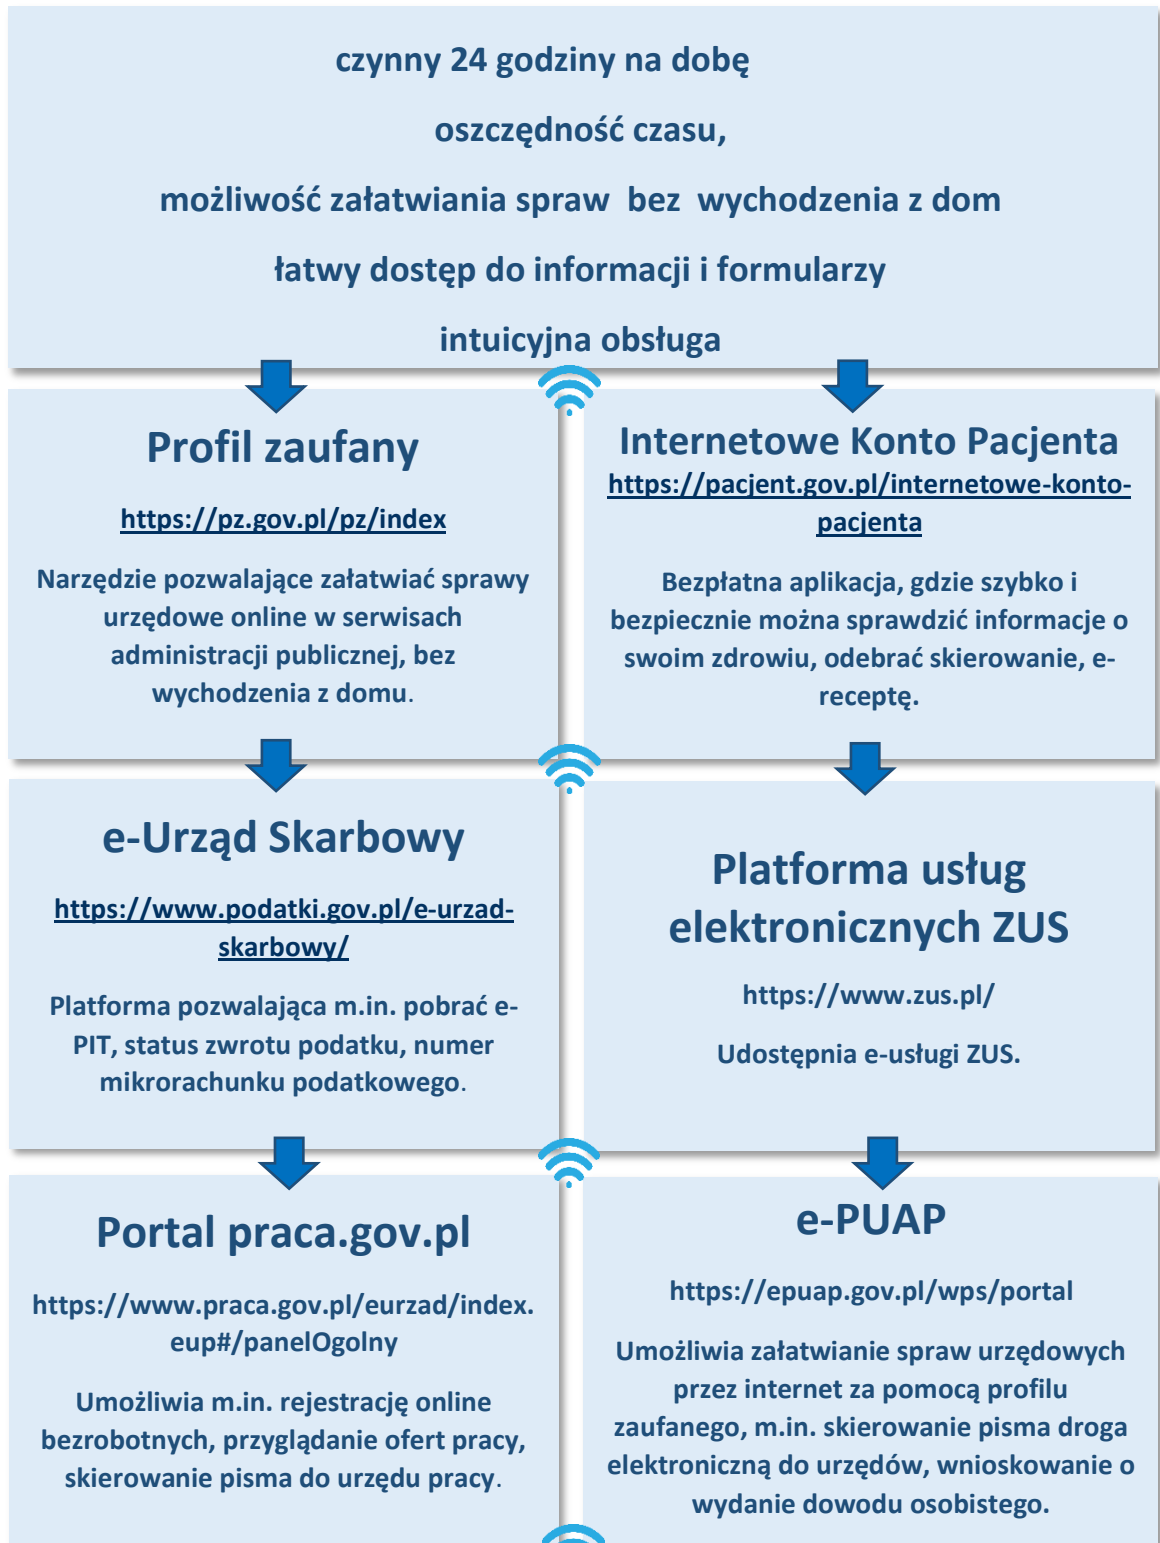 czynny 24 godziny na dobę
oszczędność czasu,
możliwość załatwiania spraw bez wychodzenia z dom
łatwy dostęp do informacji i formularzy
intuicyjna obsługa
Profil zaufany
https://pz.gov.pl/pz/index
Narzędzie pozwalające załatwiać sprawy
urzędowe online w serwisach
administracji publicznej, bez
wychodzenia z domu.
Internetowe Konto Pacjenta
https://pacjent.gov.pl/internetowe-konto-
pacjenta
Bezpłatna aplikacja, gdzie szybko i
bezpiecznie można sprawdzić informacje o
swoim zdrowiu, odebrać skierowanie, e-
receptę.
e-Urząd Skarbowy
https://www.podatki.gov.pl/e-urzad-
skarbowy/
Platforma pozwalająca m.in. pobrać e-
PIT, status zwrotu podatku, numer
mikrorachunku podatkowego.
Platforma usług
elektronicznych ZUS
https://www.zus.pl/
Udostępnia e-usługi ZUS.
Portal praca.gov.pl
https://www.praca.gov.pl/eurzad/index.
eup#/panelOgolny
Umożliwia m.in. rejestrację online
bezrobotnych, przyglądanie ofert pracy,
skierowanie pisma do urzędu pracy.
e-PUAP
https://epuap.gov.pl/wps/portal
Umożliwia załatwianie spraw urzędowych
przez internet za pomocą profilu
zaufanego, m.in. skierowanie pisma droga
elektroniczną do urzędów, wnioskowanie o
wydanie dowodu osobistego.